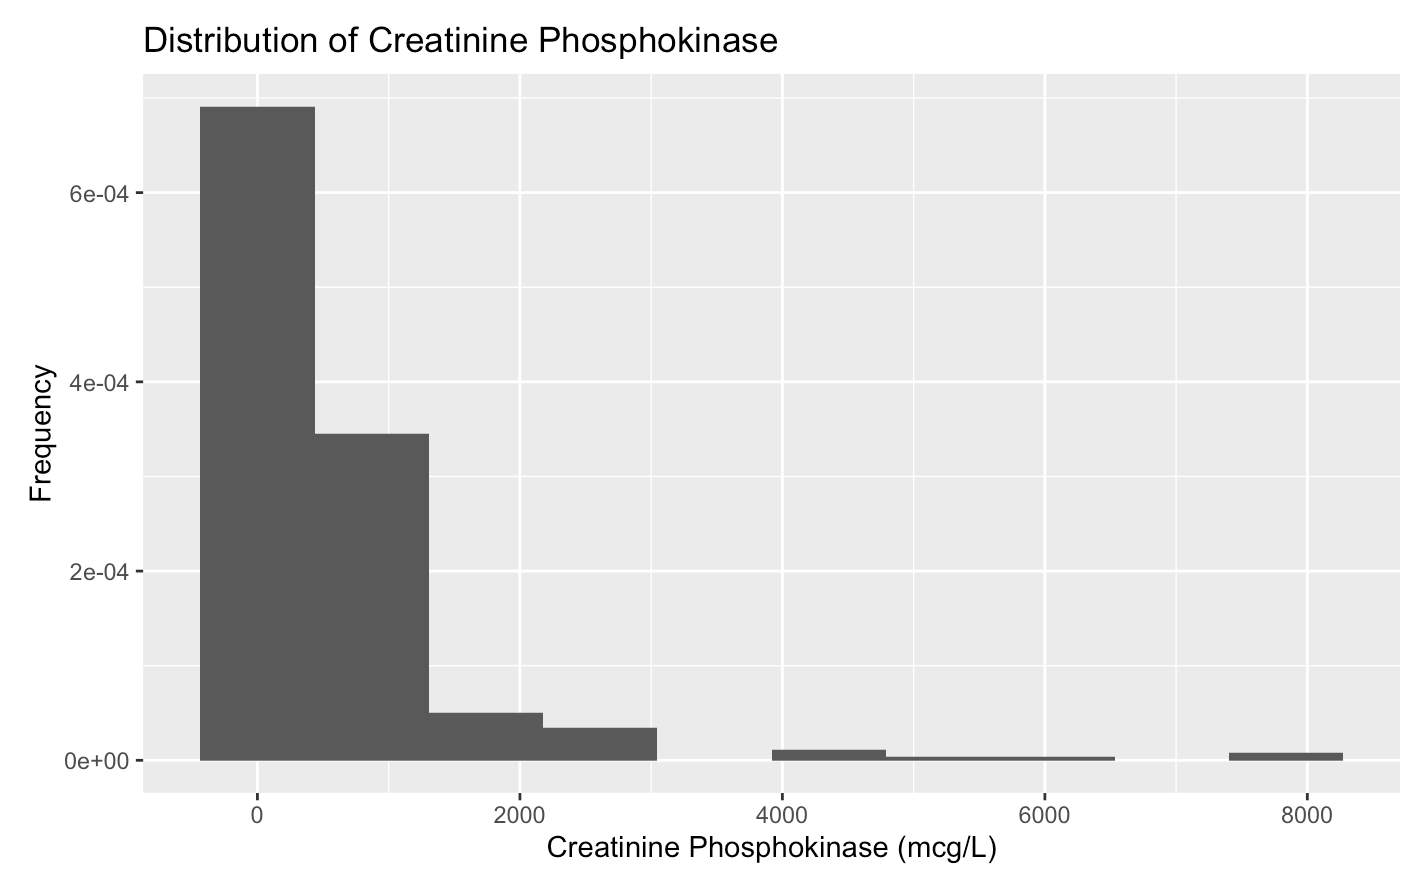 Distribution of Creatinine Phosphokinase
6e-04
4e-04
2e-04
0e+00
Frequency
0 2000 4000 6000 8000
Creatinine Phosphokinase (mcg/L)